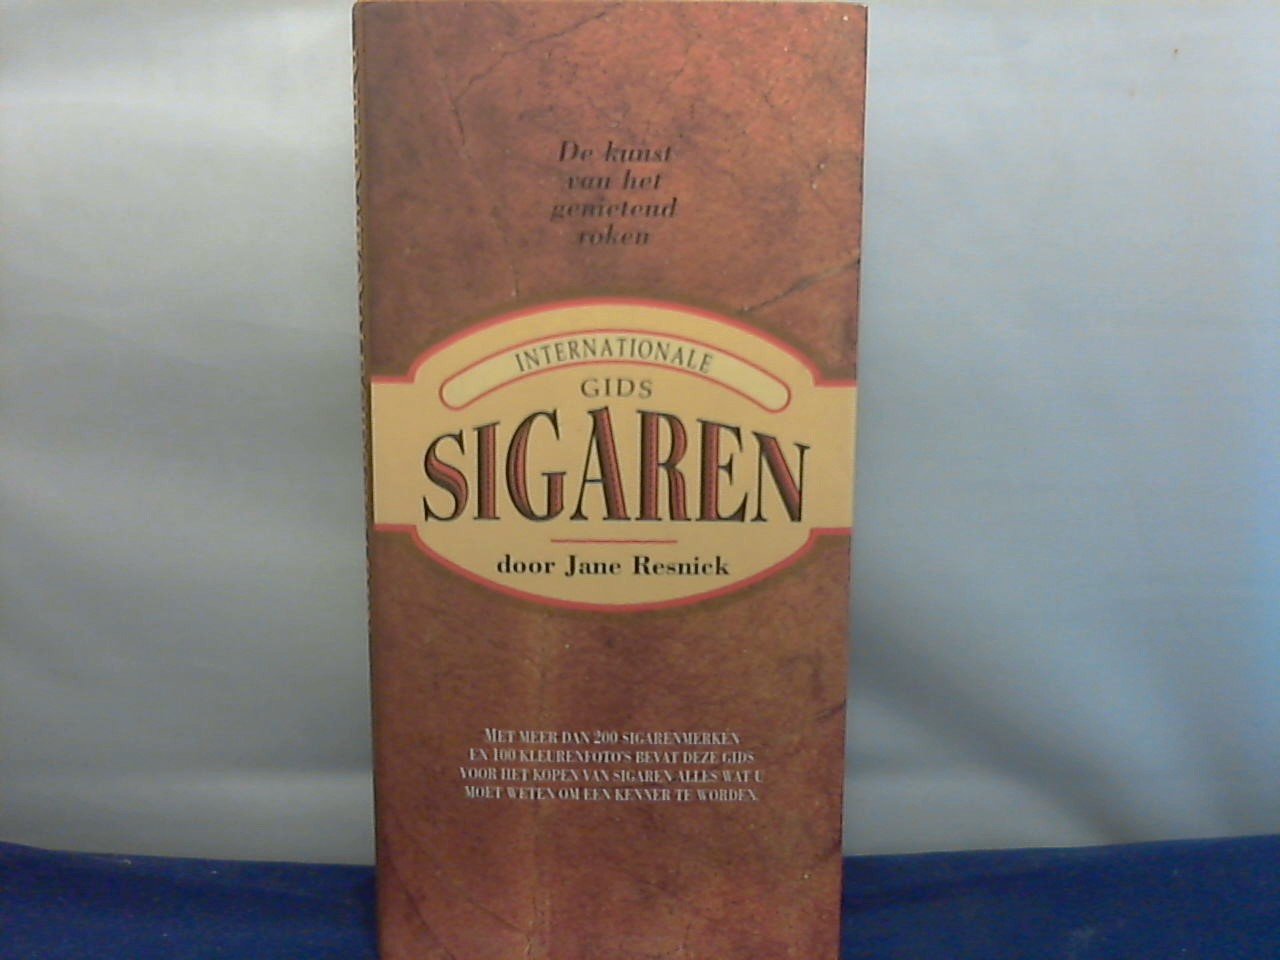 De kunst
van het
genietend
roken
INTERNATIONALE
GIDS
SIGAREN
door Jane Resnick
MET MEER DAN 200 SIGARENMERKEN
EN 100 KLEURENFOTO'S BEVAT DEZE GIDS
VOOR HET KOPEN VAN SIGAREN ALLES WAT U
MOET WETEN OM EEN KENNER TE WORDEN.